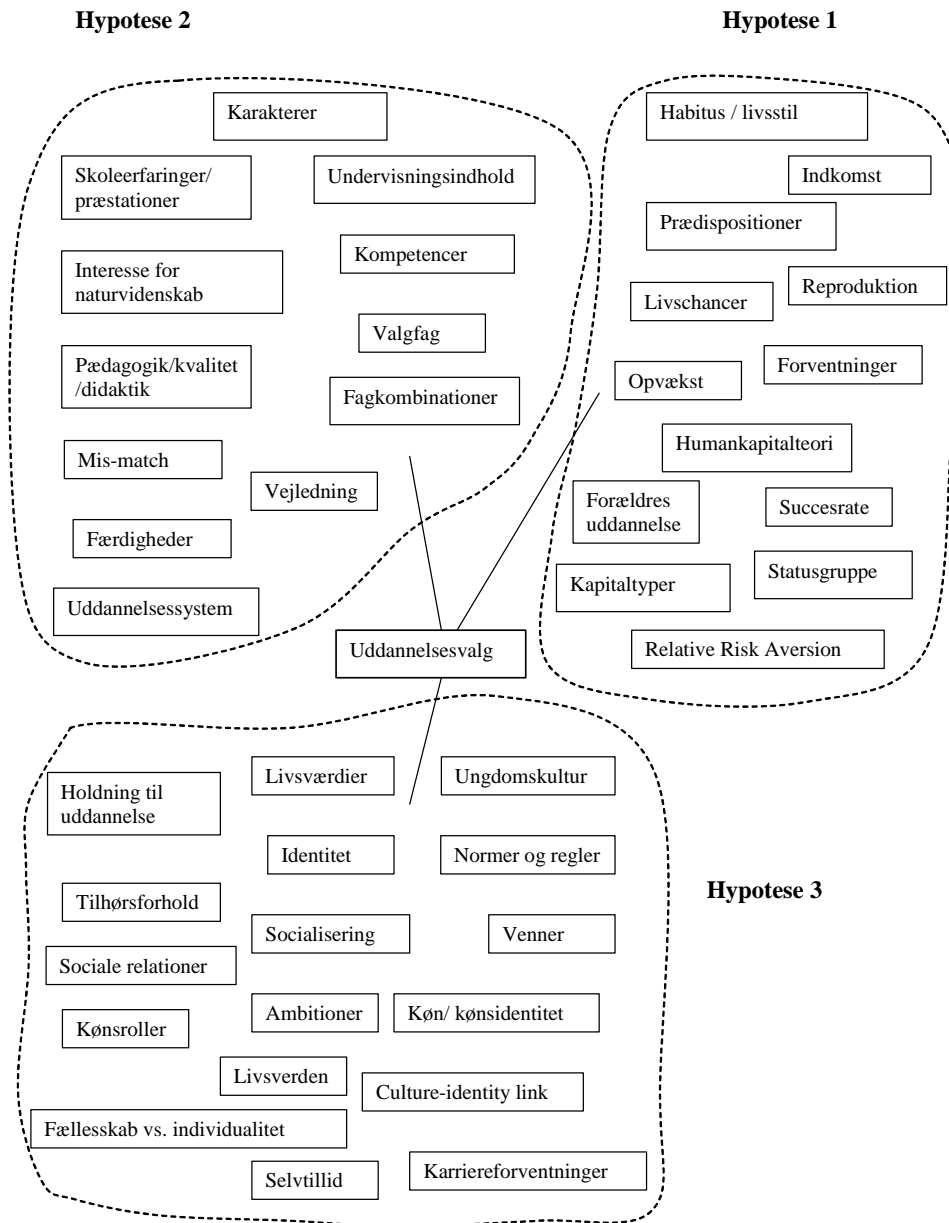 Hypotese 2
Hypotese 1
Karakterer
Skoleerfaringer/
præstationer
Undervisningsindhold
Kompetencer
Interesse for
naturvidenskab
Valgfag
Pædagogik/kvalitet
/didaktik
Fagkombinationer
Mis-match
Vejledning
Færdigheder
Uddannelsessystem
Habitus / livsstil
Indkomst
Prædispositioner
Reproduktion
Livschancer
Forventninger
Opvækst
Humankapitalteori
Forældres
uddannelse
Succesrate
Kapitaltyper
Statusgruppe
Relative Risk Aversion
Uddannelsesvalg
Holdning til
uddannelse
Livsværdier
Ungdomskultur
Identitet
Normer og regler
Hypotese 3
Tilhørsforhold
Socialisering
Venner
Sociale relationer
Ambitioner
Køn/ kønsidentitet
Kønsroller
Livsverden
Culture-identity link
Fællesskab vs. individualitet
Selvtillid
Karriereforventninger